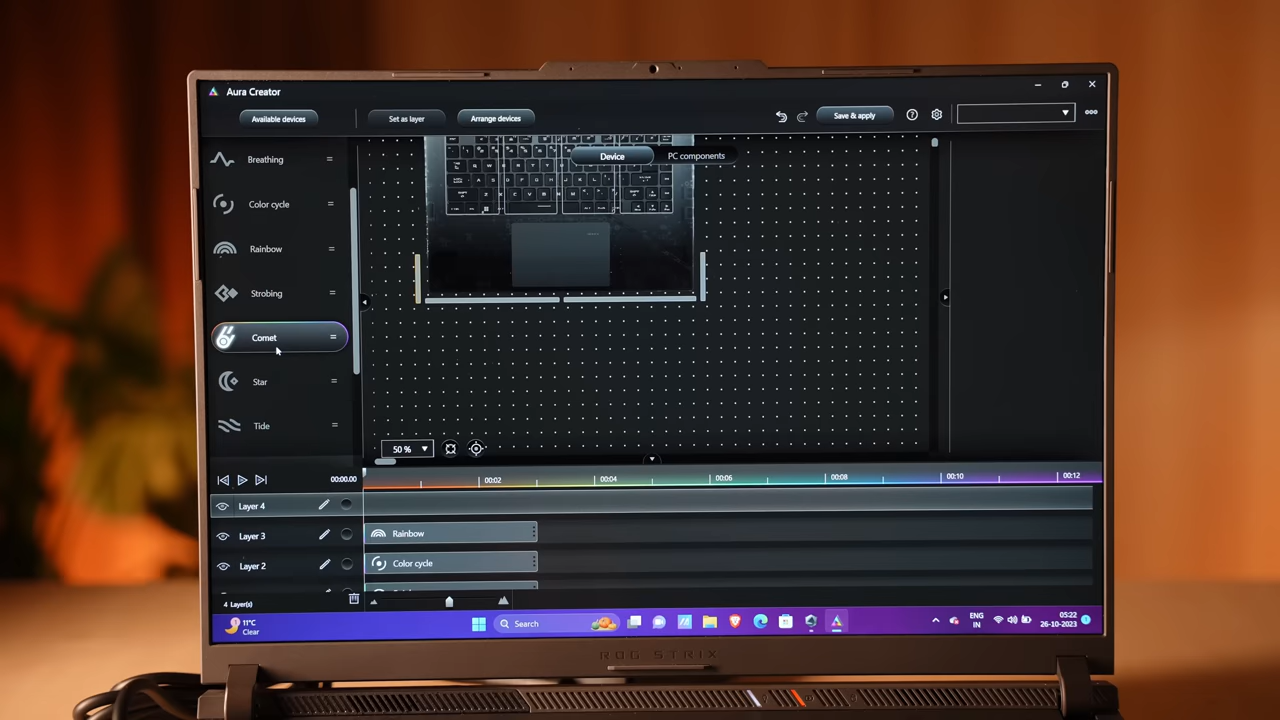 Aura Creator
Available devices
Set as layer
Arrange devices
Save & apply
Device
PC components
Breathing
Color cycle
Rainbow
Strobing
Comet
Star
Tide
50 %
00:00.00
00:02
00:04
00:06
00:08
00:10
00:12
Layer 4
Layer 3
Rainbow
Layer 2
Color cycle
4 Layer(s)
11°C
Clear
Search
ENG
IN
05:22
26-10-2023
ROG STRIX